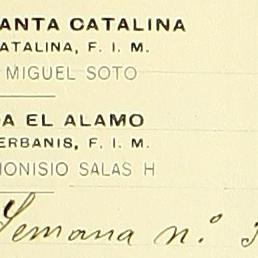 ANTA CATALINA
ATALINA, F. I. M.
MIGUEL SOTO
A EL ALAMO
ERBANIS, F. I. M.
IONISIO SALAS H
Semana n.º